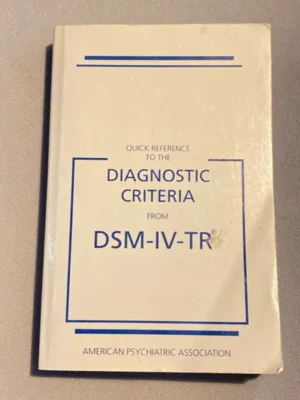 QUICK REFERENCE
TO THE
DIAGNOSTIC
CRITERIA
FROM
DSM-IV-TR®
AMERICAN PSYCHIATRIC ASSOCIATION